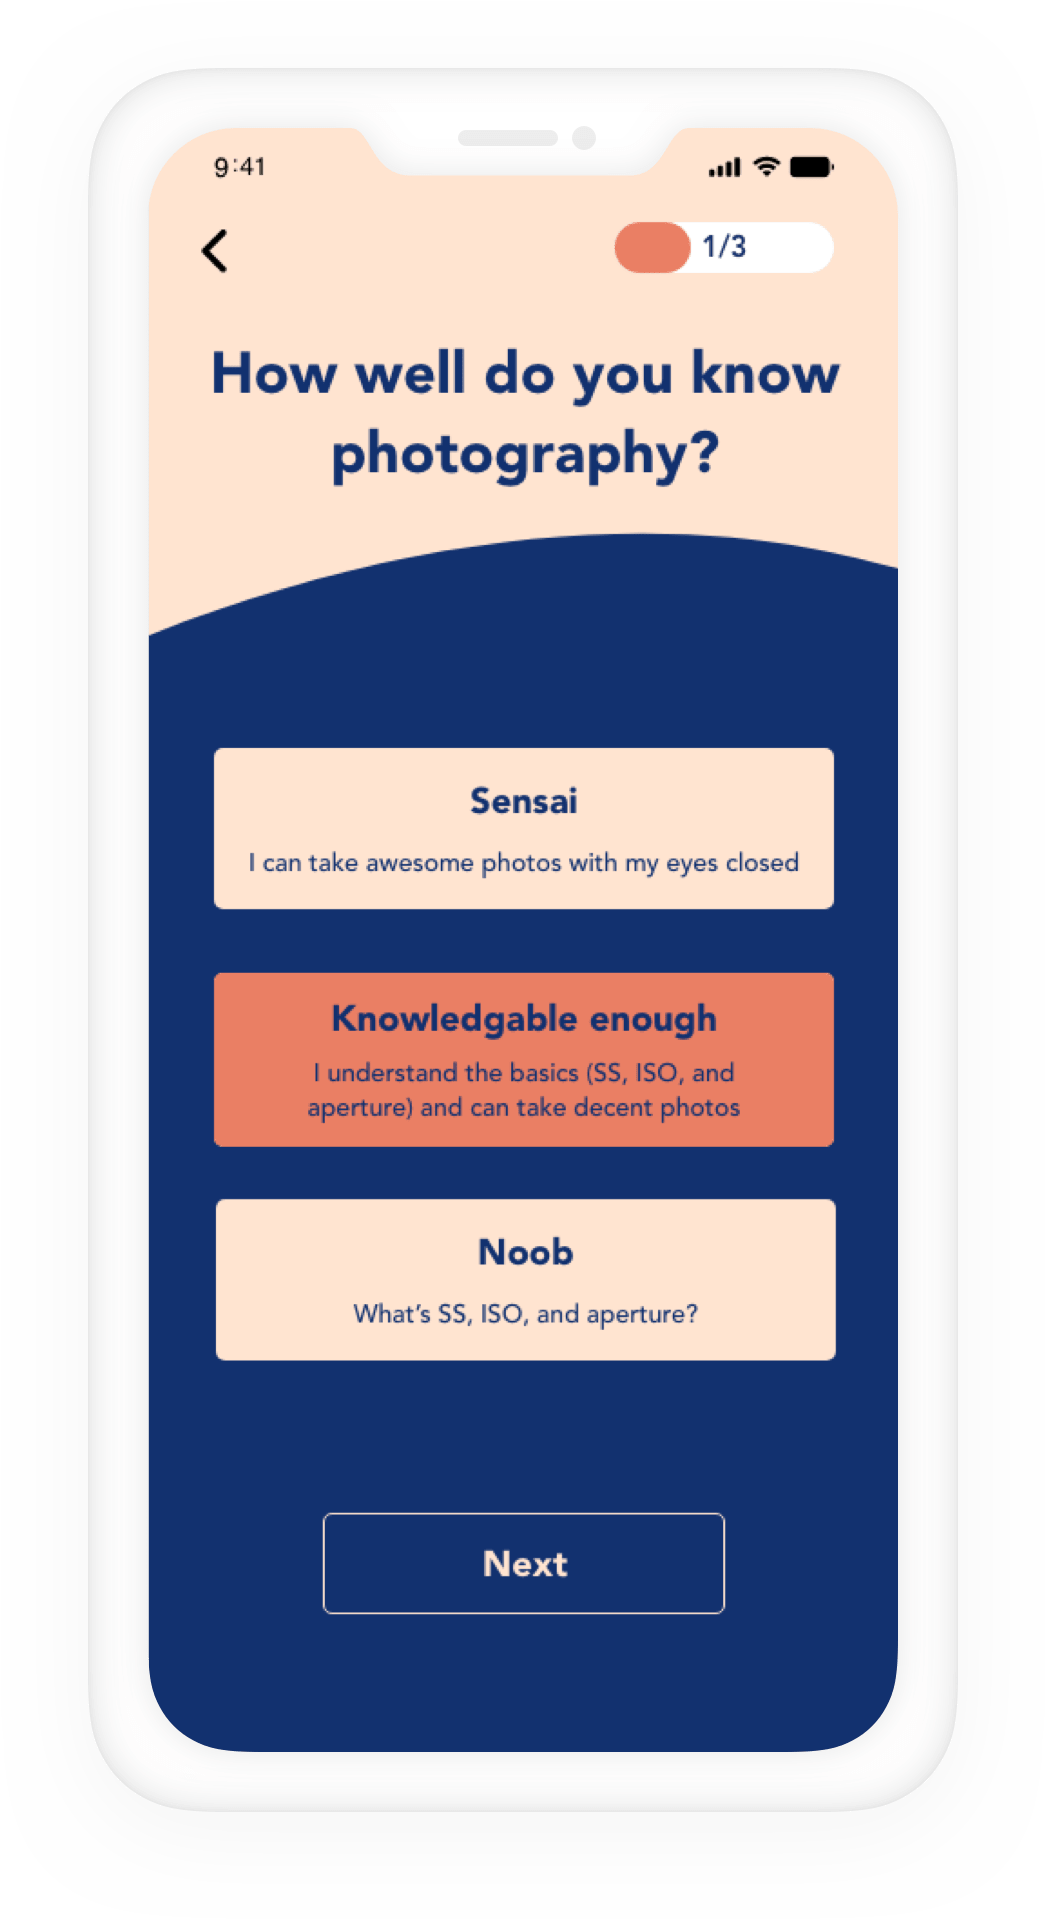 9:41
1/3
How well do you know
photography?
Sensai
I can take awesome photos with my eyes closed
Knowledgable enough
I understand the basics (SS, ISO, and
aperture) and can take decent photos
Noob
What’s SS, ISO, and aperture?
Next